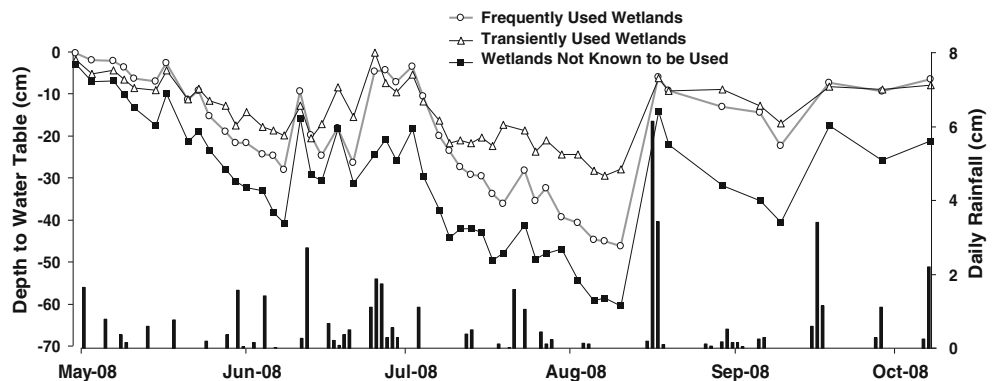 Frequently Used Wetlands
Transiently Used Wetlands
Wetlands Not Known to be Used
Depth to Water Table (cm)
0
-10
-20
-30
-40
-50
-60
-70
8
6
4
2
0
Daily Rainfall (cm)
May-08 Jun-08 Jul-08 Aug-08 Sep-08 Oct-08